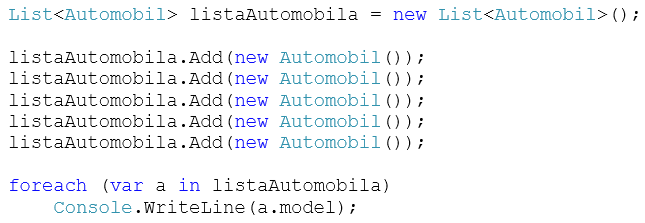 List<Automobil> listaAutomobila = new List<Automobil>();
listaAutomobila.Add(new Automobil());
listaAutomobila.Add(new Automobil());
listaAutomobila.Add(new Automobil());
listaAutomobila.Add(new Automobil());
listaAutomobila.Add(new Automobil());
foreach (var a in listaAutomobila)
    Console.WriteLine(a.model);